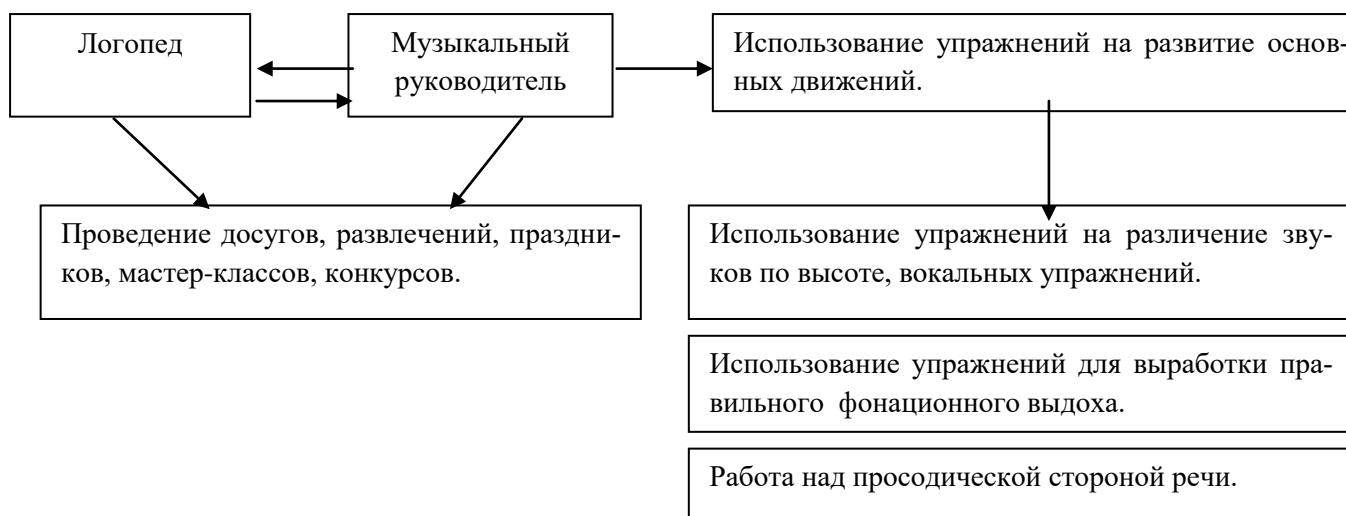 Логопед
Музыкальный
руководитель
Использование упражнений на развитие основ-
ных движений.
Проведение досугов, развлечений, праздни-
ков, мастер-классов, конкурсов.
Использование упражнений на различение зву-
ков по высоте, вокальных упражнений.
Использование упражнений для выработки пра-
вильного фонационного выдоха.
Работа над просодической стороной речи.